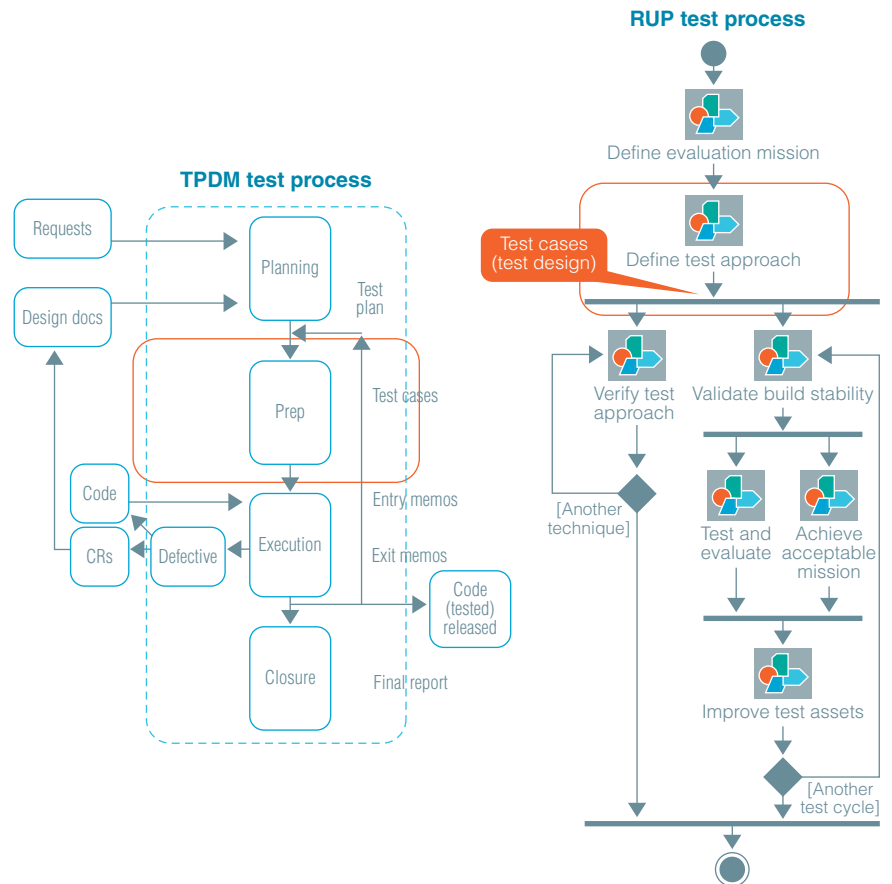 RUP test process
Define evaluation mission
TPDM test process
Requests
Planning
Test
plan
Design docs
Prep
Test cases
Code
Entry memos
Execution
CRs
Defective
Exit memos
Code
(tested)
released
Closure
Final report
Test cases
(test design)
Define test approach
Verify test
approach
Validate build stability
[Another
technique]
Test and
evaluate
Achieve
acceptable
mission
Improve test assets
[Another
test cycle]